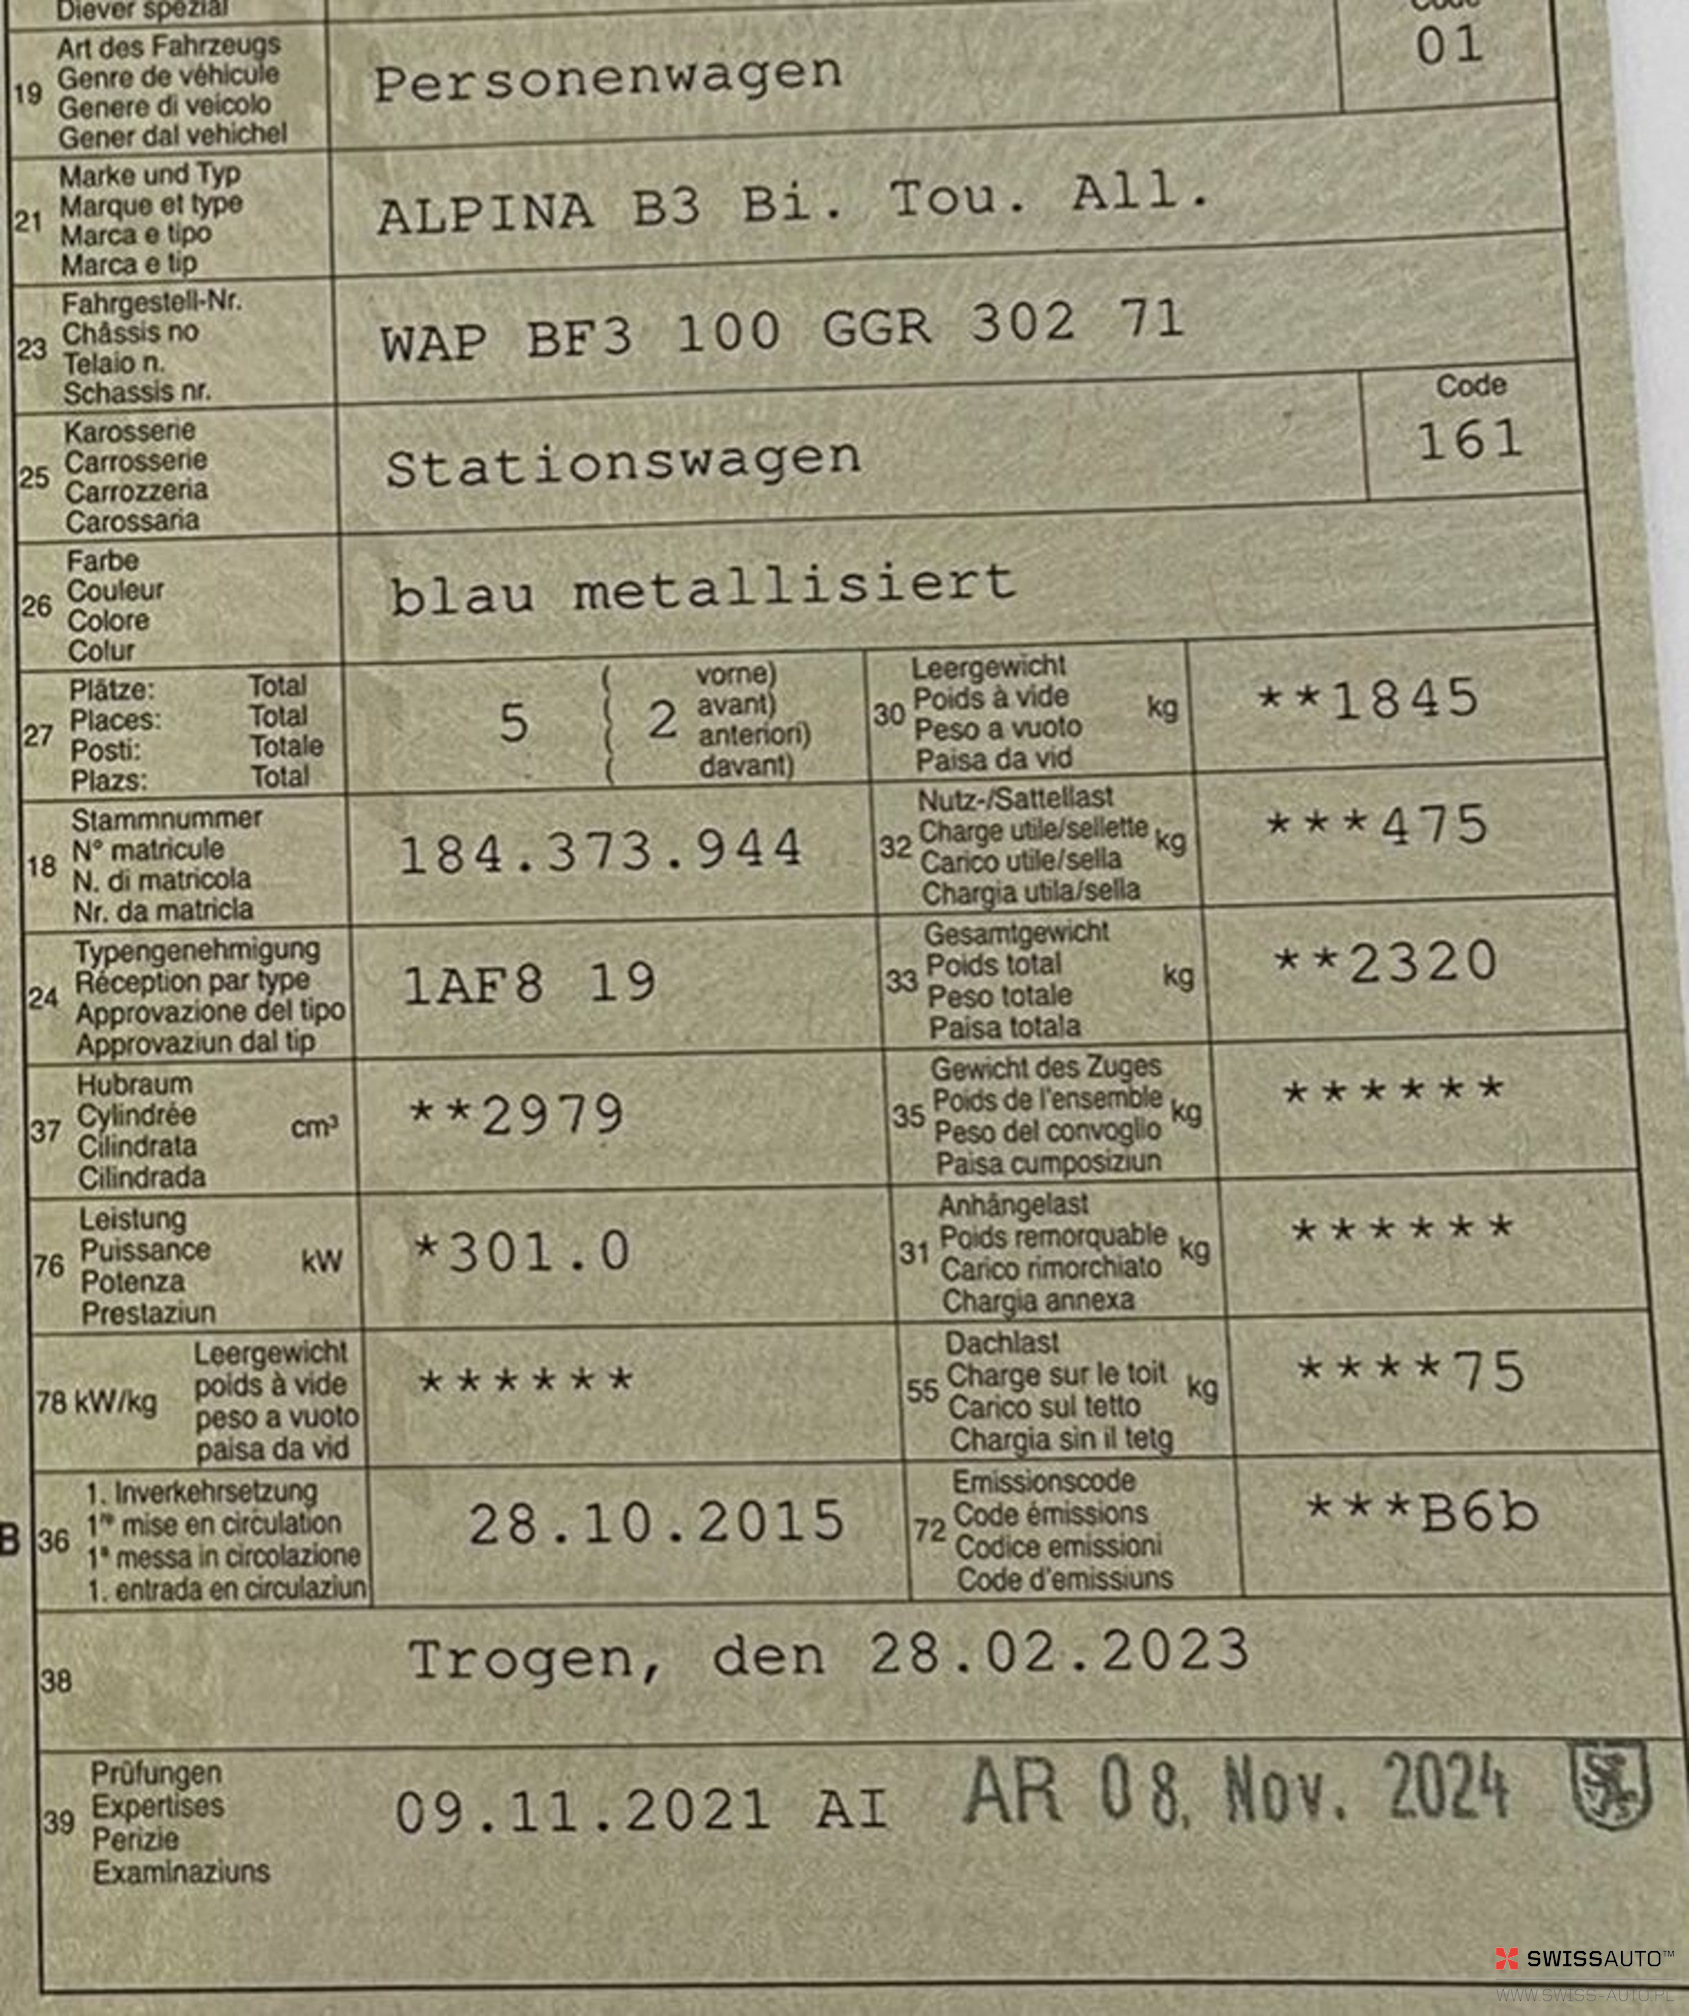 Diever spezial
Code
19 Art des Fahrzeugs
Genre de véhicule
Genere di veicolo
Gener dal vehichel
Personenwagen
01
21 Marke und Typ
Marque et type
Marca e tipo
Marca e tip
ALPINA B3 Bi. Tou. All.
23 Fahrgestell-Nr.
Châssis no
Telaio n.
Schassis nr.
WAP BF3 100 GGR 302 71
25 Karosserie
Carrosserie
Carrozzeria
Carossaria
Stationswagen
Code
161
26 Farbe
Couleur
Colore
Colur
blau metallisiert
27 Plätze: Total
Places: Total
Posti: Totale
Plazs: Total
5 ( 2 vorne)
( avant)
( anteriori)
( davant)
30 Leergewicht
Poids à vide kg
Peso a vuoto
Paisa da vid
**1845
18 Stammnummer
N° matricule
N. di matricola
Nr. da matricla
184.373.944
32 Nutz-/Sattellast
Charge utile/sellette kg
Carico utile/sella
Chargia utila/sella
***475
24 Typengenehmigung
Réception par type
Approvazione del tipo
Approvaziun dal tip
1AF8 19
33 Gesamtgewicht
Poids total kg
Peso totale
Paisa totala
**2320
37 Hubraum
Cylindrée cm³
Cilindrata
Cilindrada
**2979
35 Gewicht des Zuges
Poids de l'ensemble kg
Peso del convoglio
Paisa cumposiziun
******
76 Leistung
Puissance kW
Potenza
Prestaziun
*301.0
31 Anhängelast
Poids remorquable kg
Carico rimorchiato
Chargia annexa
******
78 kW/kg Leergewicht
poids à vide
peso a vuoto
paisa da vid
******
55 Dachlast
Charge sur le toit kg
Carico sul tetto
Chargia sin il tetg
****75
B 36 1. Inverkehrsetzung
1re mise en circulation
1a messa in circolazione
1. entrada en circulaziun
28.10.2015
72 Emissionscode
Code émissions
Codice emissioni
Code d'emissiuns
***B6b
38 Trogen, den 28.02.2023
39 Prüfungen
Expertises
Perizie
Examinaziuns
09.11.2021 AI AR 08. Nov. 2024
SWISSAUTO™
WWW.SWISS-AUTO.PL